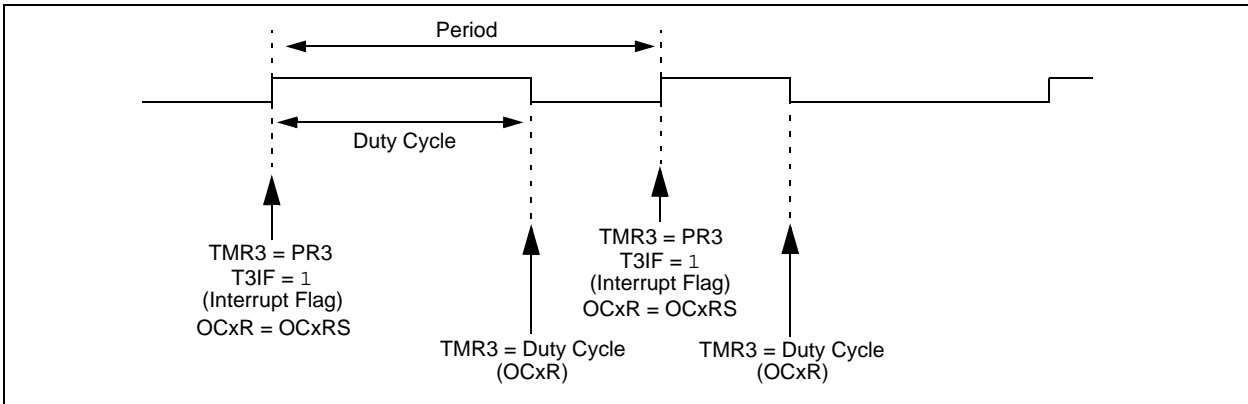 Period
Duty Cycle
TMR3 = PR3
T3IF = 1
(Interrupt Flag)
OCxR = OCxRS
TMR3 = Duty Cycle
(OCxR)
TMR3 = PR3
T3IF = 1
(Interrupt Flag)
OCxR = OCxRS
TMR3 = Duty Cycle
(OCxR)